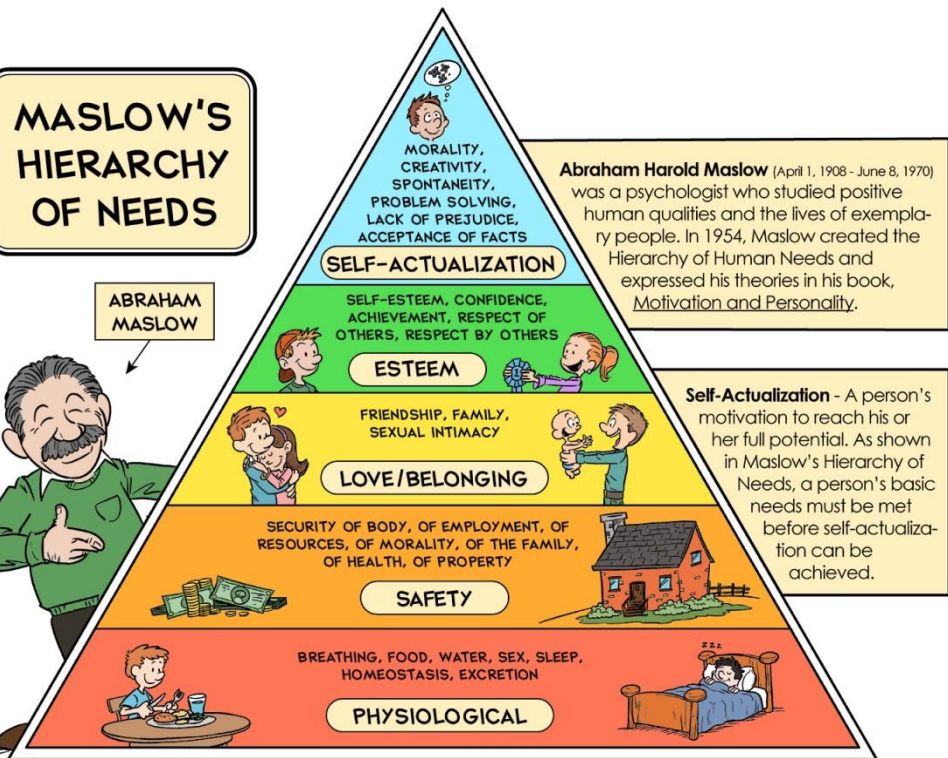 MASLOW'S
HIERARCHY
OF NEEDS
ABRAHAM
MASLOW
MORALITY,
CREATIVITY,
SPONTANEITY,
PROBLEM SOLVING,
LACK OF PREJUDICE,
ACCEPTANCE OF FACTS
SELF-ACTUALIZATION
SELF-ESTEEM, CONFIDENCE,
ACHIEVEMENT, RESPECT OF
OTHERS, RESPECT BY OTHERS
ESTEEM
1
FRIENDSHIP, FAMILY,
SEXUAL INTIMACY
LOVE/BELONGING
SECURITY OF BODY, OF EMPLOYMENT, OF
RESOURCES, OF MORALITY, OF THE FAMILY,
OF HEALTH, OF PROPERTY
SAFETY
BREATHING, FOOD, WATER, SEX, SLEEP,
HOMEOSTASIS, EXCRETION
PHYSIOLOGICAL
ZZZ
Abraham Harold Maslow (April 1, 1908 - June 8, 1970)
was a psychologist who studied positive
human qualities and the lives of exempla-
ry people. In 1954, Maslow created the
Hierarchy of Human Needs and
expressed his theories in his book,
Motivation and Personality.
Self-Actualization - A person's
motivation to reach his or
her full potential. As shown
in Maslow's Hierarchy of
Needs, a person's basic
needs must be met
before self-actualiza-
tion can be
achieved.